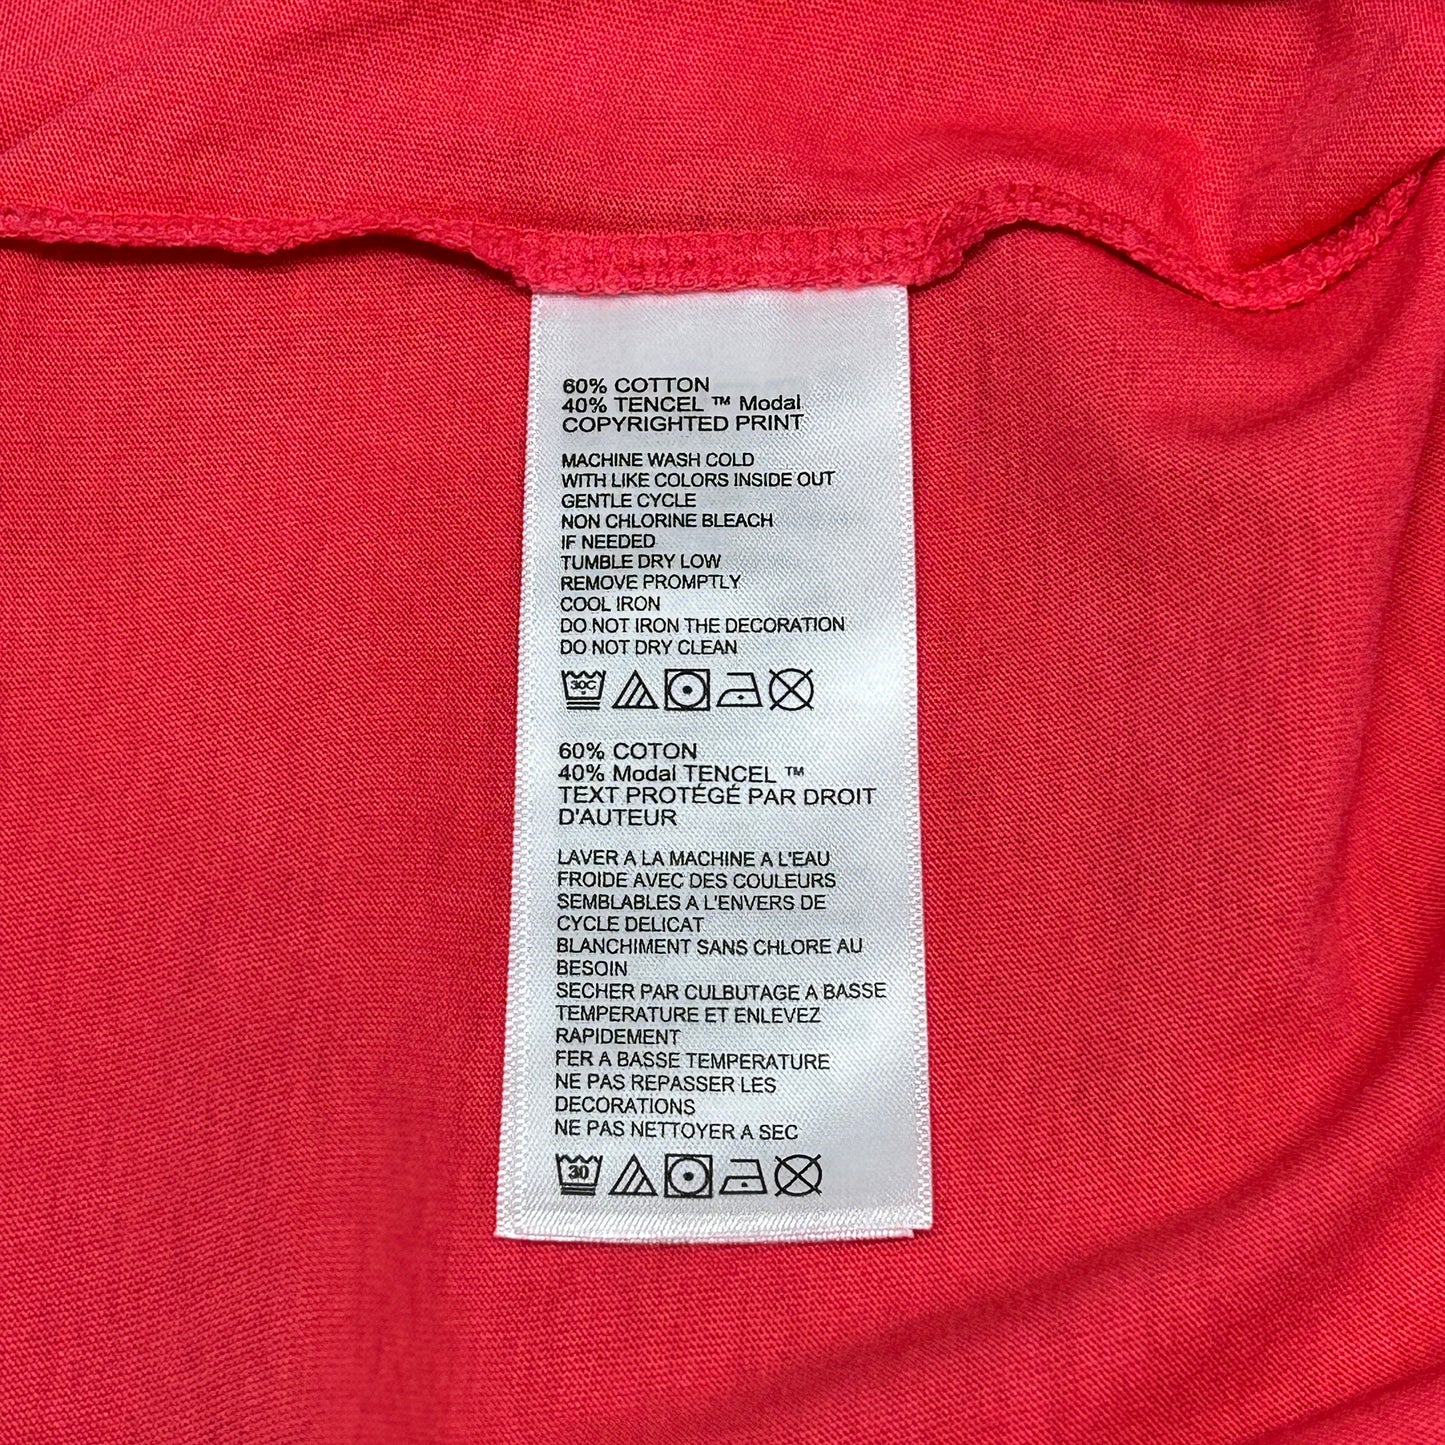 60% COTTON
40% TENCEL ™ Modal
COPYRIGHTED PRINT
MACHINE WASH COLD
WITH LIKE COLORS INSIDE OUT
GENTLE CYCLE
NON CHLORINE BLEACH
IF NEEDED
TUMBLE DRY LOW
REMOVE PROMPTLY
COOL IRON
DO NOT IRON THE DECORATION
DO NOT DRY CLEAN
30C
60% COTON
40% Modal TENCEL ™
TEXT PROTÉGÉ PAR DROIT
D'AUTEUR
LAVER A LA MACHINE A L'EAU
FROIDE AVEC DES COULEURS
SEMBLABLES A L'ENVERS DE
CYCLE DELICAT
BLANCHIMENT SANS CHLORE AU
BESOIN
SECHER PAR CULBUTAGE A BASSE
TEMPERATURE ET ENLEVEZ
RAPIDEMENT
FER A BASSE TEMPERATURE
NE PAS REPASSER LES
DECORATIONS
NE PAS NETTOYER A SEC
30